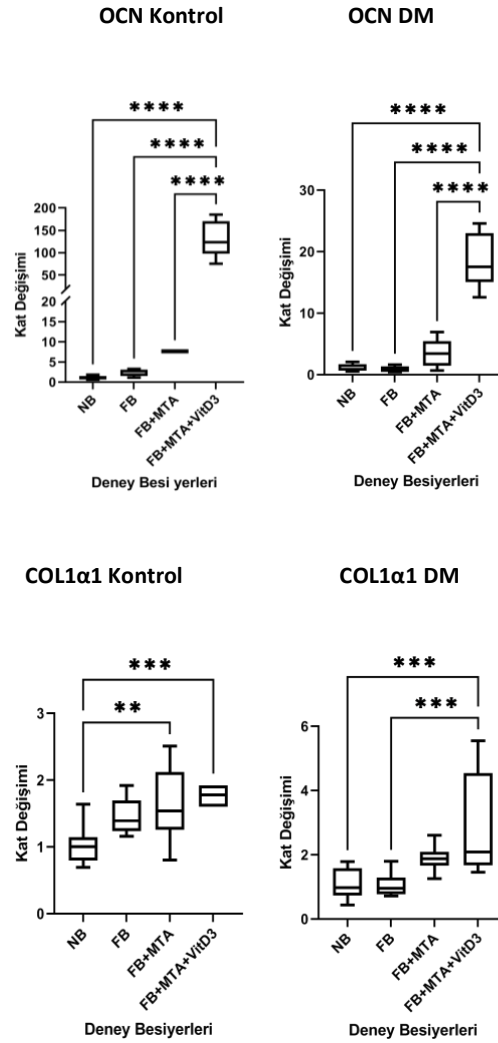 OCN Kontrol
OCN DM
****
****
****
Kat Değişimi
200
150
100
50
20
15
10
5
0
NB
FB
FB+MTA
FB+MTA+VitD3
Deney Besi yerleri
****
****
****
Kat Değişimi
30
20
10
0
NB
FB
FB+MTA
FB+MTA+VitD3
Deney Besiyerleri
COL1α1 Kontrol
COL1α1 DM
***
**
Kat Değişimi
3
2
1
0
NB
FB
FB+MTA
FB+MTA+VitD3
Deney Besiyerleri
***
***
Kat Değişimi
6
4
2
0
NB
FB
FB+MTA
FB+MTA+VitD3
Deney Besiyerleri